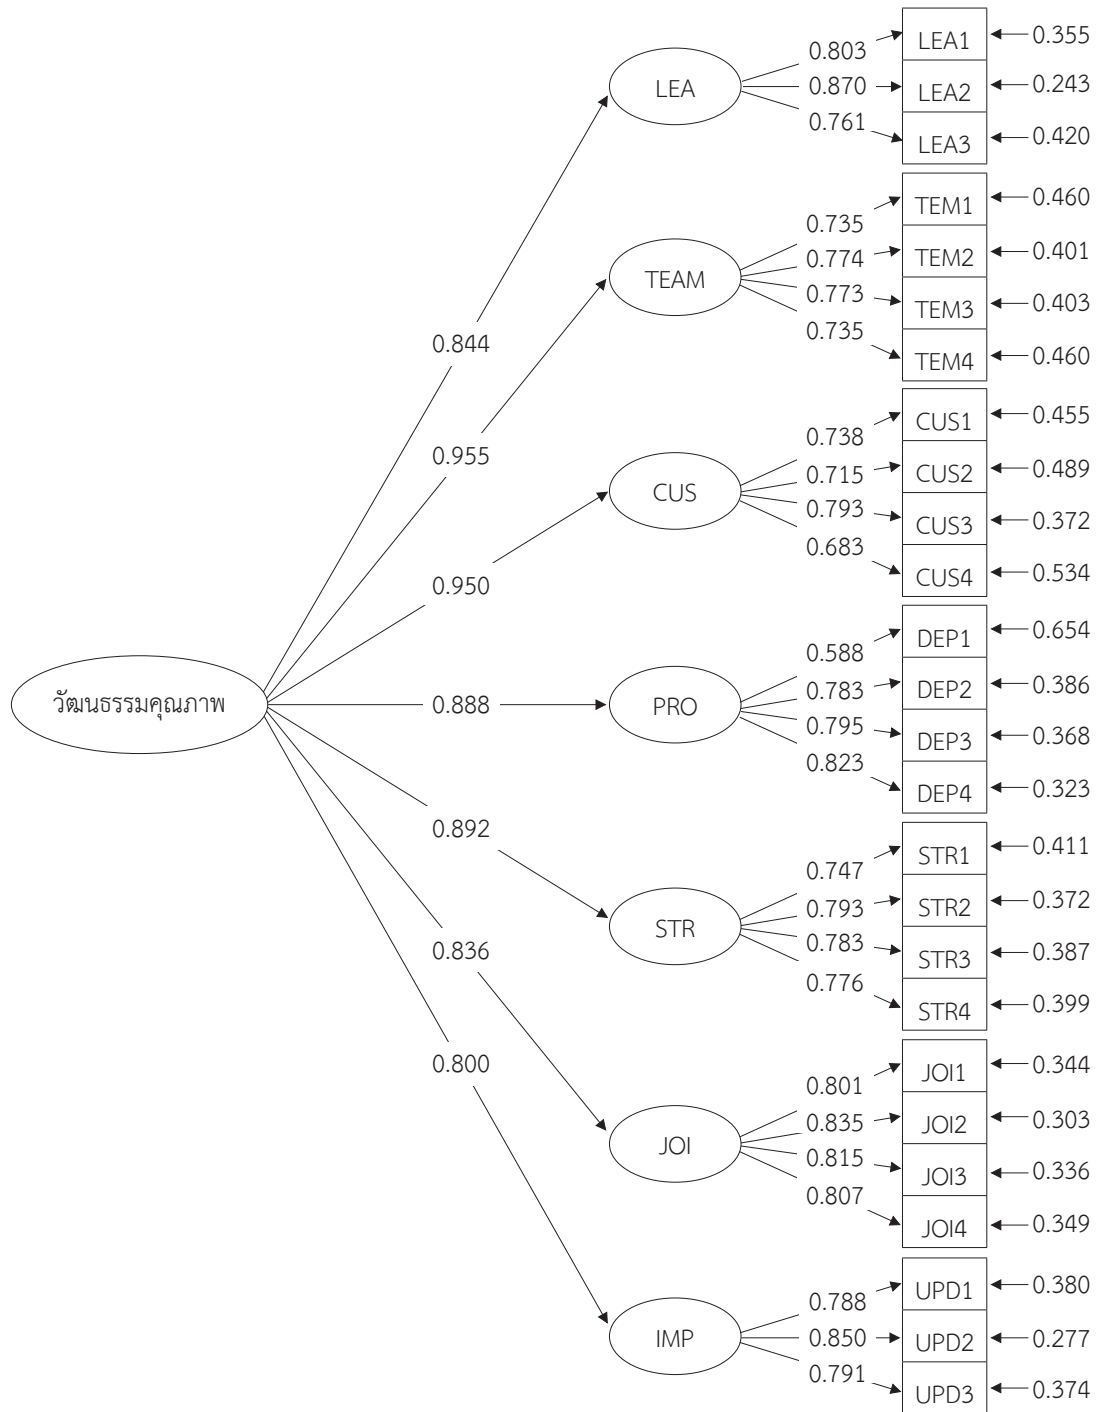 0.803
0.870
0.761
LEA
LEA1
LEA2
LEA3
0.355
0.243
0.420
0.735
0.774
0.773
0.735
TEAM
TEM1
TEM2
TEM3
TEM4
0.460
0.401
0.403
0.460
0.738
0.715
0.793
0.683
CUS
CUS1
CUS2
CUS3
CUS4
0.455
0.489
0.372
0.534
0.588
0.783
0.795
0.823
PRO
DEP1
DEP2
DEP3
DEP4
0.654
0.386
0.368
0.323
0.747
0.793
0.783
0.776
STR
STR1
STR2
STR3
STR4
0.411
0.372
0.387
0.399
0.801
0.835
0.815
0.807
JOI
JOI1
JOI2
JOI3
JOI4
0.344
0.303
0.336
0.349
0.788
0.850
0.791
IMP
UPD1
UPD2
UPD3
0.380
0.277
0.374
0.844
0.955
0.950
0.888
0.892
0.836
0.800
วัฒนธรรมคุณภาพ